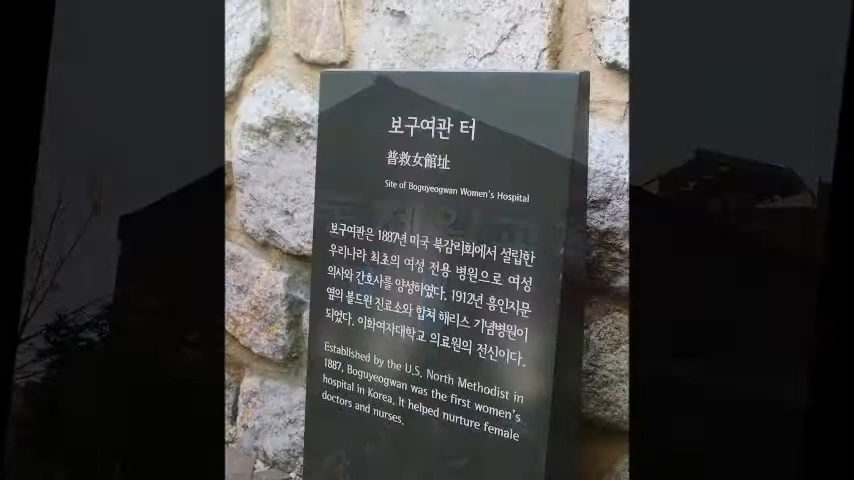 보구여관 터
普救女館址
Site of Boguyeogwan Women's Hospital
보구여관은 1887년 미국 북감리회에서 설립한
우리나라 최초의 여성 전용 병원으로 여성
의사와 간호사를 양성하였다. 1912년 흥인지문
옆의 볼드윈 진료소와 합쳐 해리스 기념병원이
되었다. 이화여자대학교 의료원의 전신이다.
Established by the U.S. North Methodist in
1887, Boguyeogwan was the first women's
hospital in Korea. It helped nurture female
doctors and nurses.